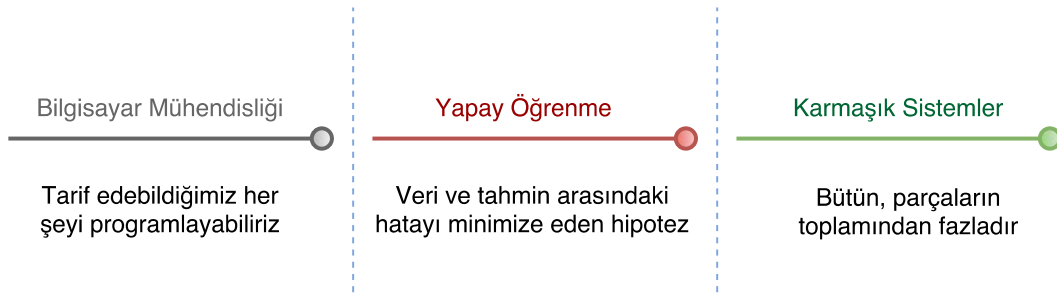 Bilgisayar Mühendisliği
Tarif edebildiğimiz her
şeyi programlayabiliriz
Yapay Öğrenme
Veri ve tahmin arasındaki
hatayı minimize eden hipotez
Karmaşık Sistemler
Bütün, parçaların
toplamından fazladır